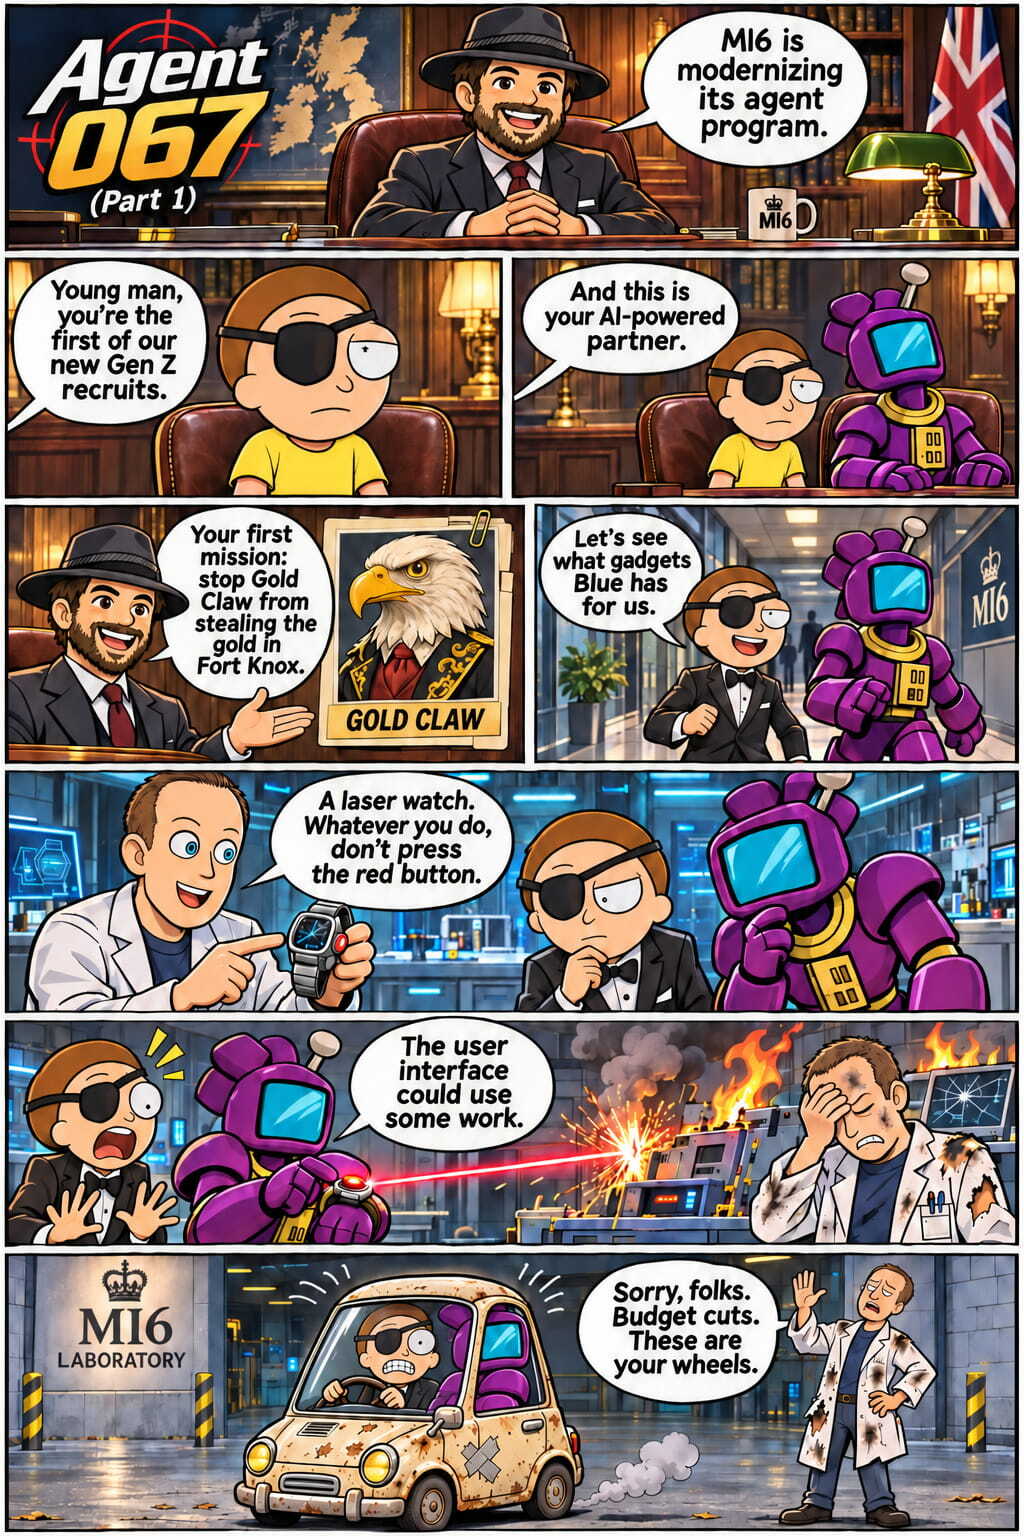 Agent
067
(Part 1)
MI6 is
modernizing
its agent
program.
MI6
Young man,
you're the
first of our
new Gen Z
recruits.
And this is
your AI-powered
partner.
Your first
mission:
stop Gold
Claw from
stealing the
gold in
Fort Knox.
GOLD CLAW
Let's see
what gadgets
Blue has
for us.
MI6
A laser watch.
Whatever you do,
don't press
the red button.
The user
interface
could use
some work.
MI6
LABORATORY
Sorry, folks.
Budget cuts.
These are
your wheels.